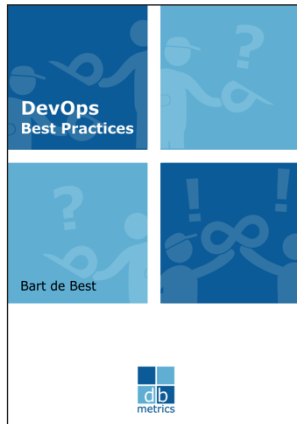 DevOps
Best Practices
?
?
! !
Bart de Best
db
metrics